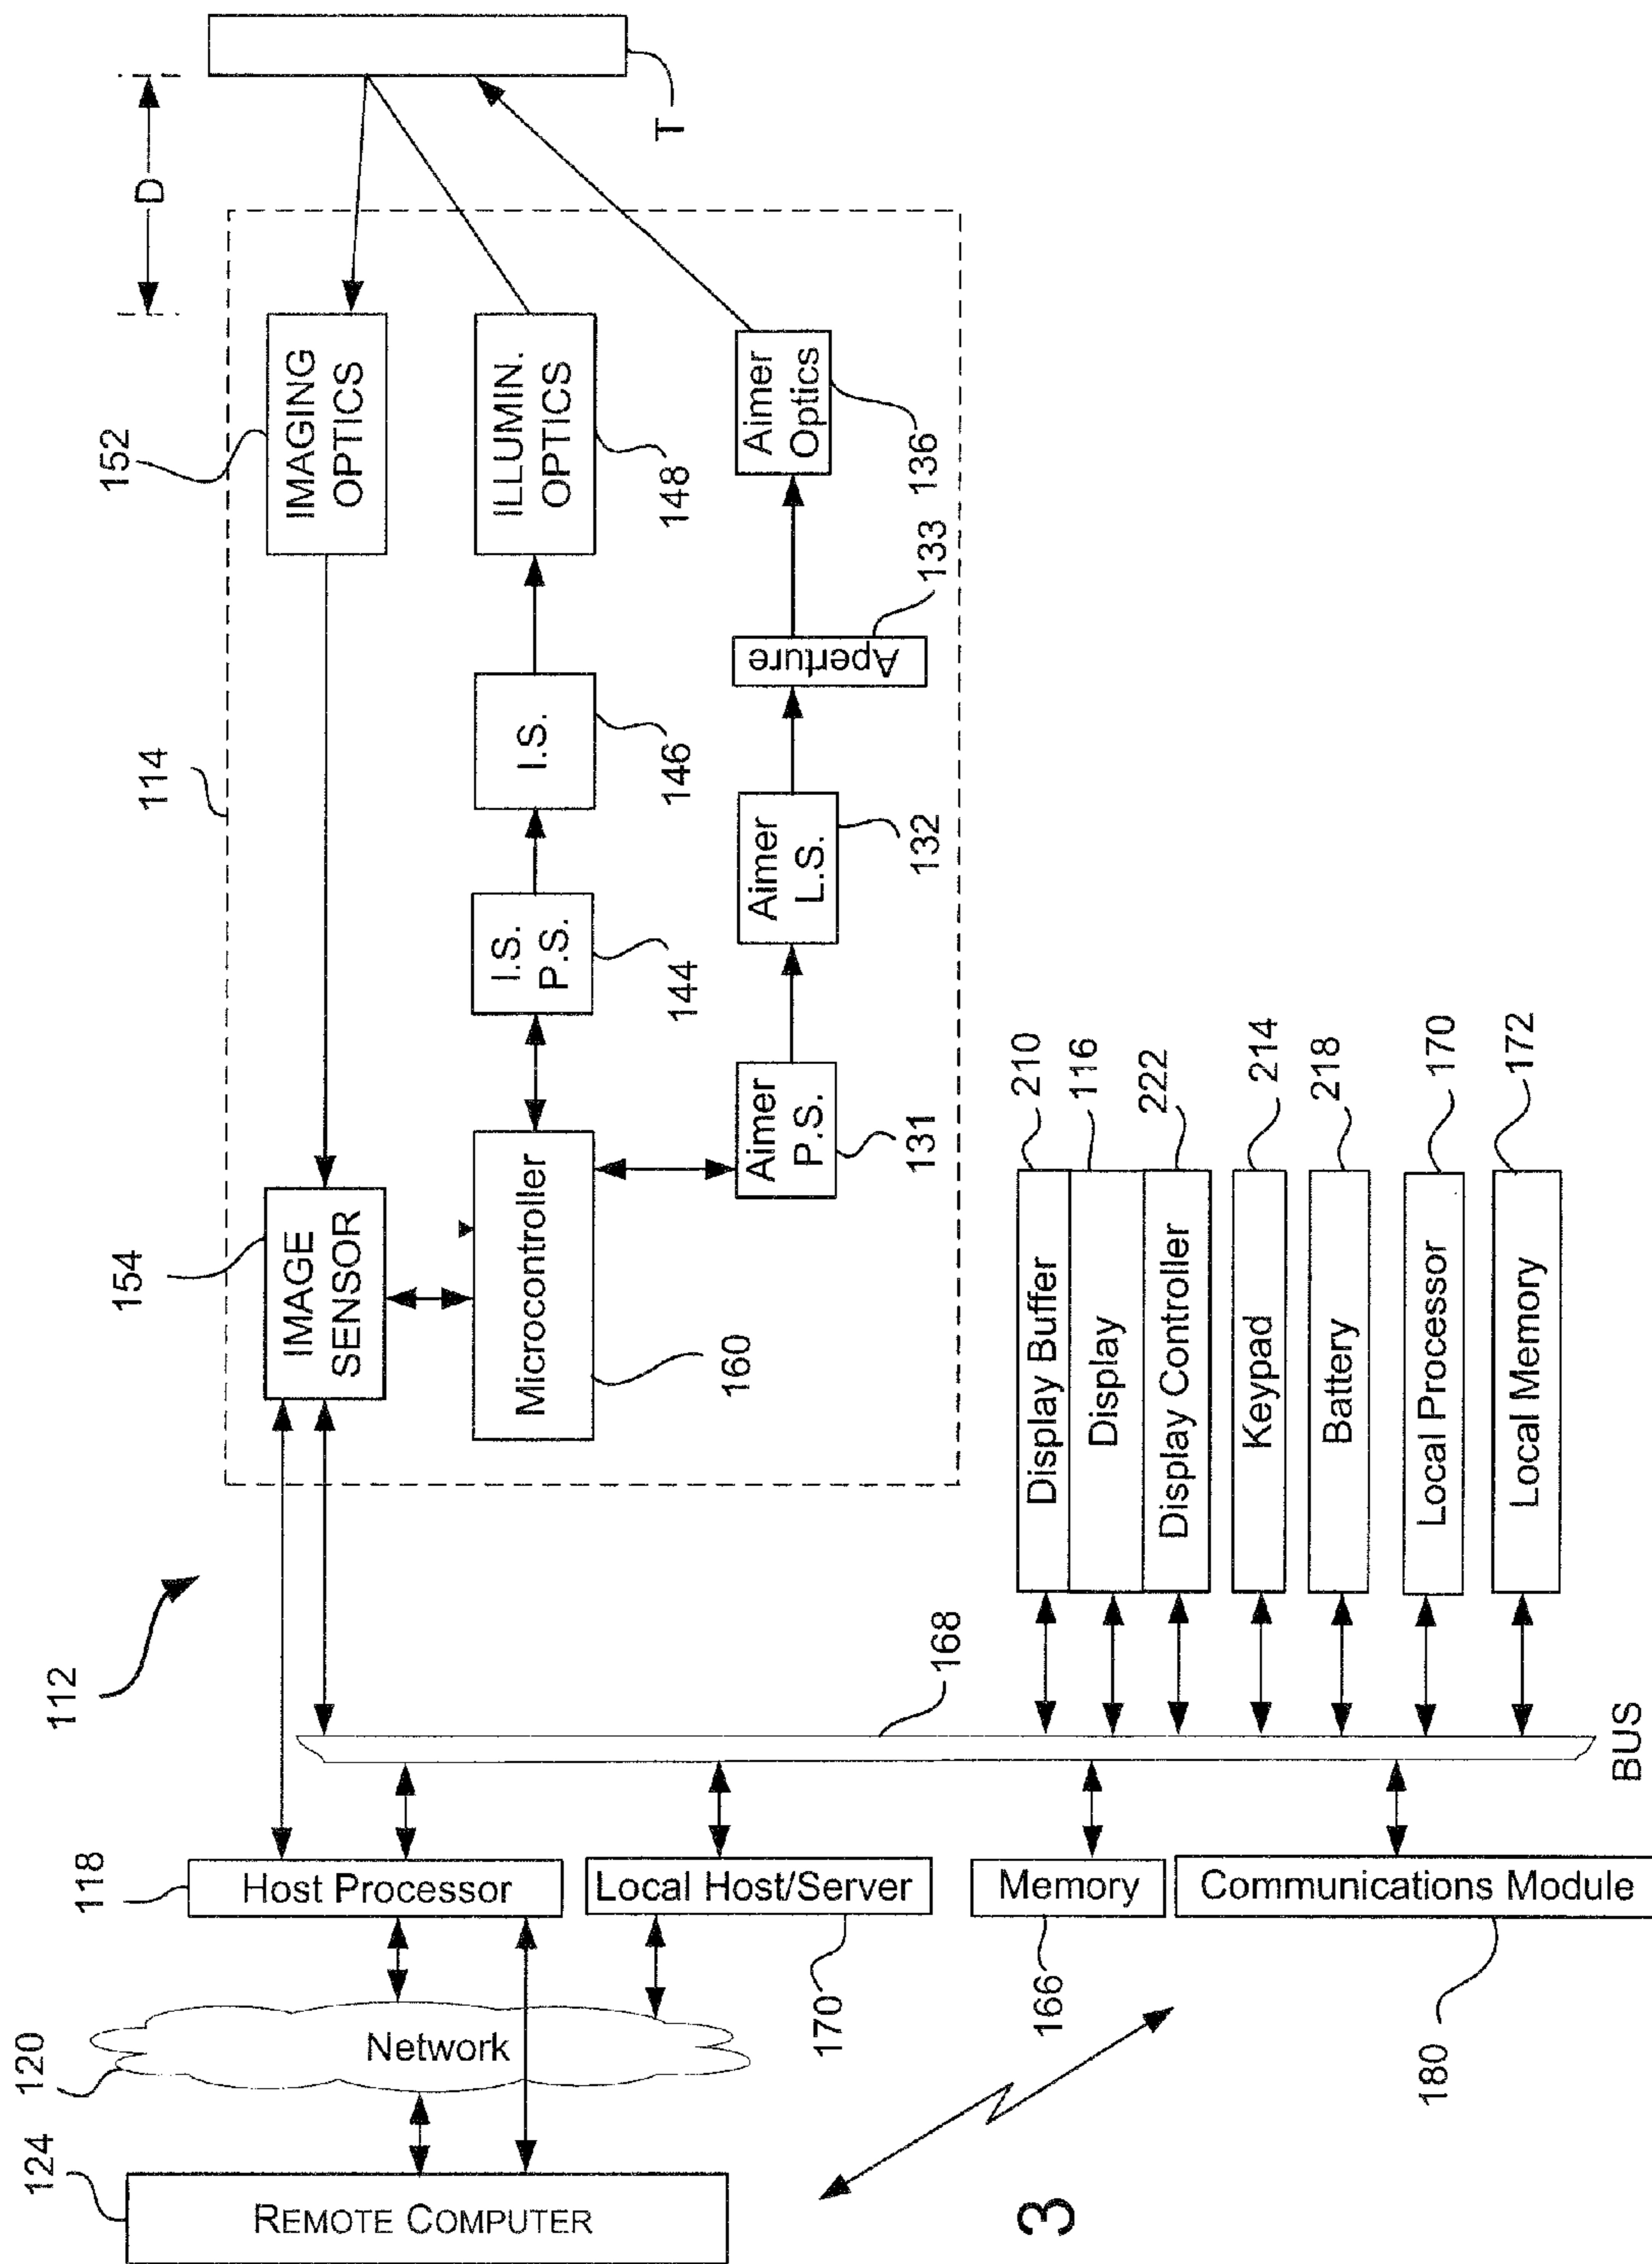 124
REMOTE COMPUTER
120
Network
118
Host Processor
Local Host/Server
170
Memory
166
Communications Module
180
112
168
BUS
114
154
IMAGE
SENSOR
152
IMAGING
OPTICS
D
T
Microcontroller
160
I.S.
P.S.
144
I.S.
146
ILLUMIN.
OPTICS
148
Aimer
P.S.
131
Aimer
L.S.
132
Aperture
133
Aimer
Optics
136
Display Buffer
210
Display
116
Display Controller
222
Keypad
214
Battery
218
Local Processor
170
Local Memory
172
3